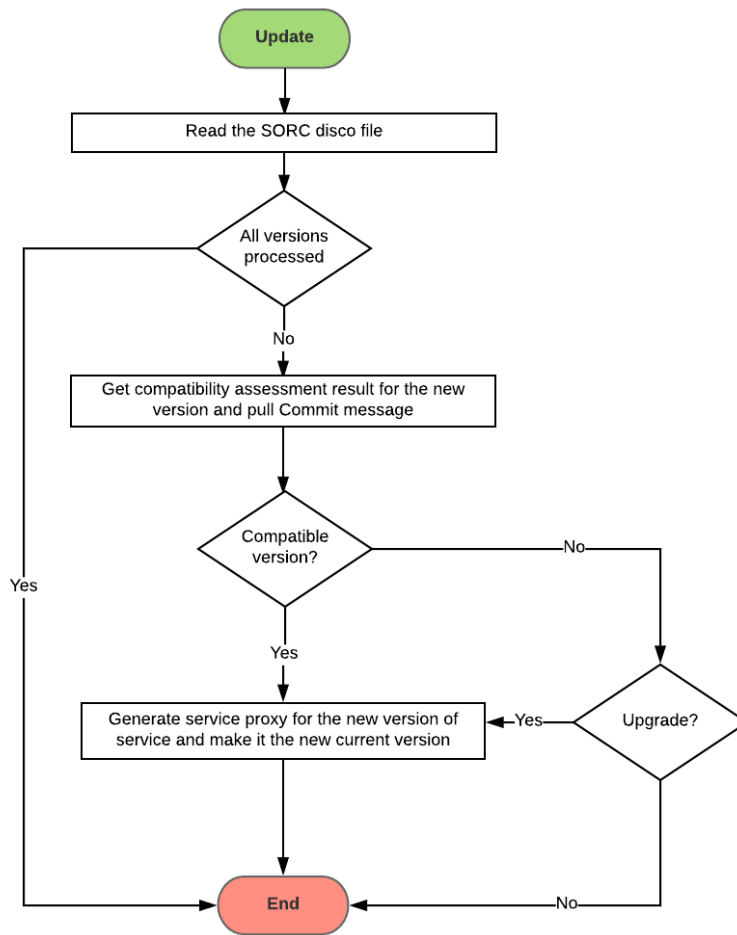 Update
Read the SORC disco file
All versions
processed
No
Get compatibility assessment result for the new
version and pull Commit message
Compatible
version?
No
Yes
Yes
Generate service proxy for the new version of
service and make it the new current version
Yes
Upgrade?
End
No